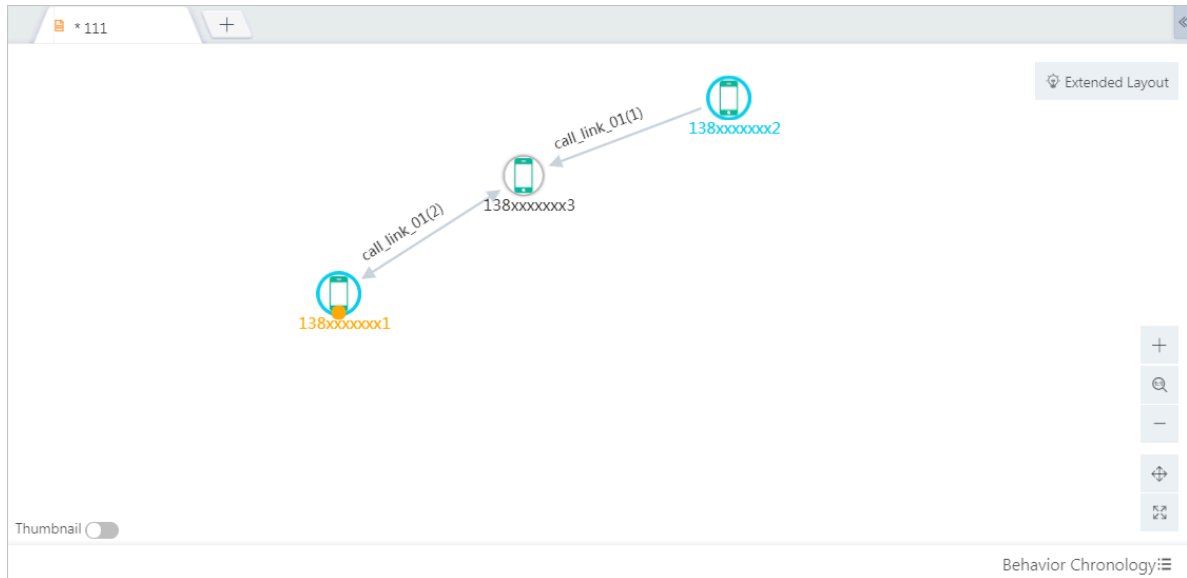 * 111
Extended Layout
138xxxxxxx2
call_link_01(1)
138xxxxxxx3
call_link_01(2)
138xxxxxxx1
Thumbnail
Behavior Chronology